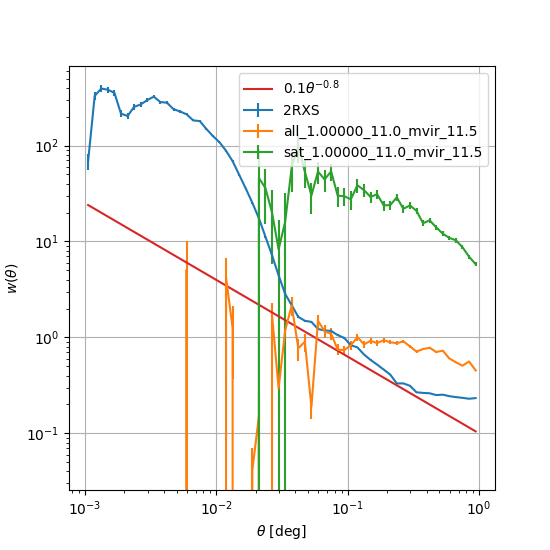 0.1θ^{-0.8}
2RXS
all_1.00000_11.0_mvir_11.5
sat_1.00000_11.0_mvir_11.5
10^2
10^1
10^0
10^{-1}
w(θ)
10^{-3}
10^{-2}
10^{-1}
10^0
θ [deg]